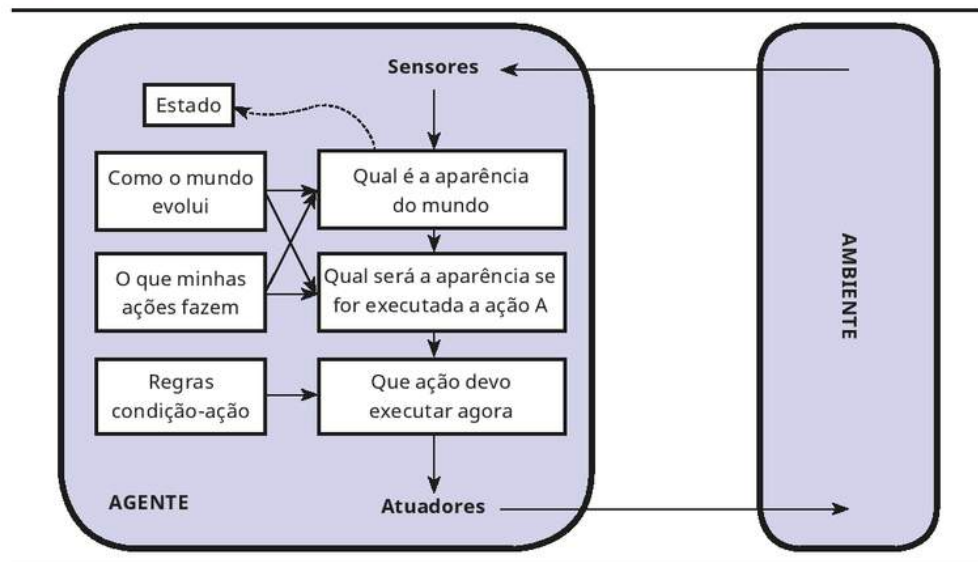 Sensores
Estado
Como o mundo
evolui
Qual é a aparência
do mundo
O que minhas
ações fazem
Qual será a aparência se
for executada a ação A
Regras
condição-ação
Que ação devo
executar agora
AGENTE
Atuadores
AMBIENTE